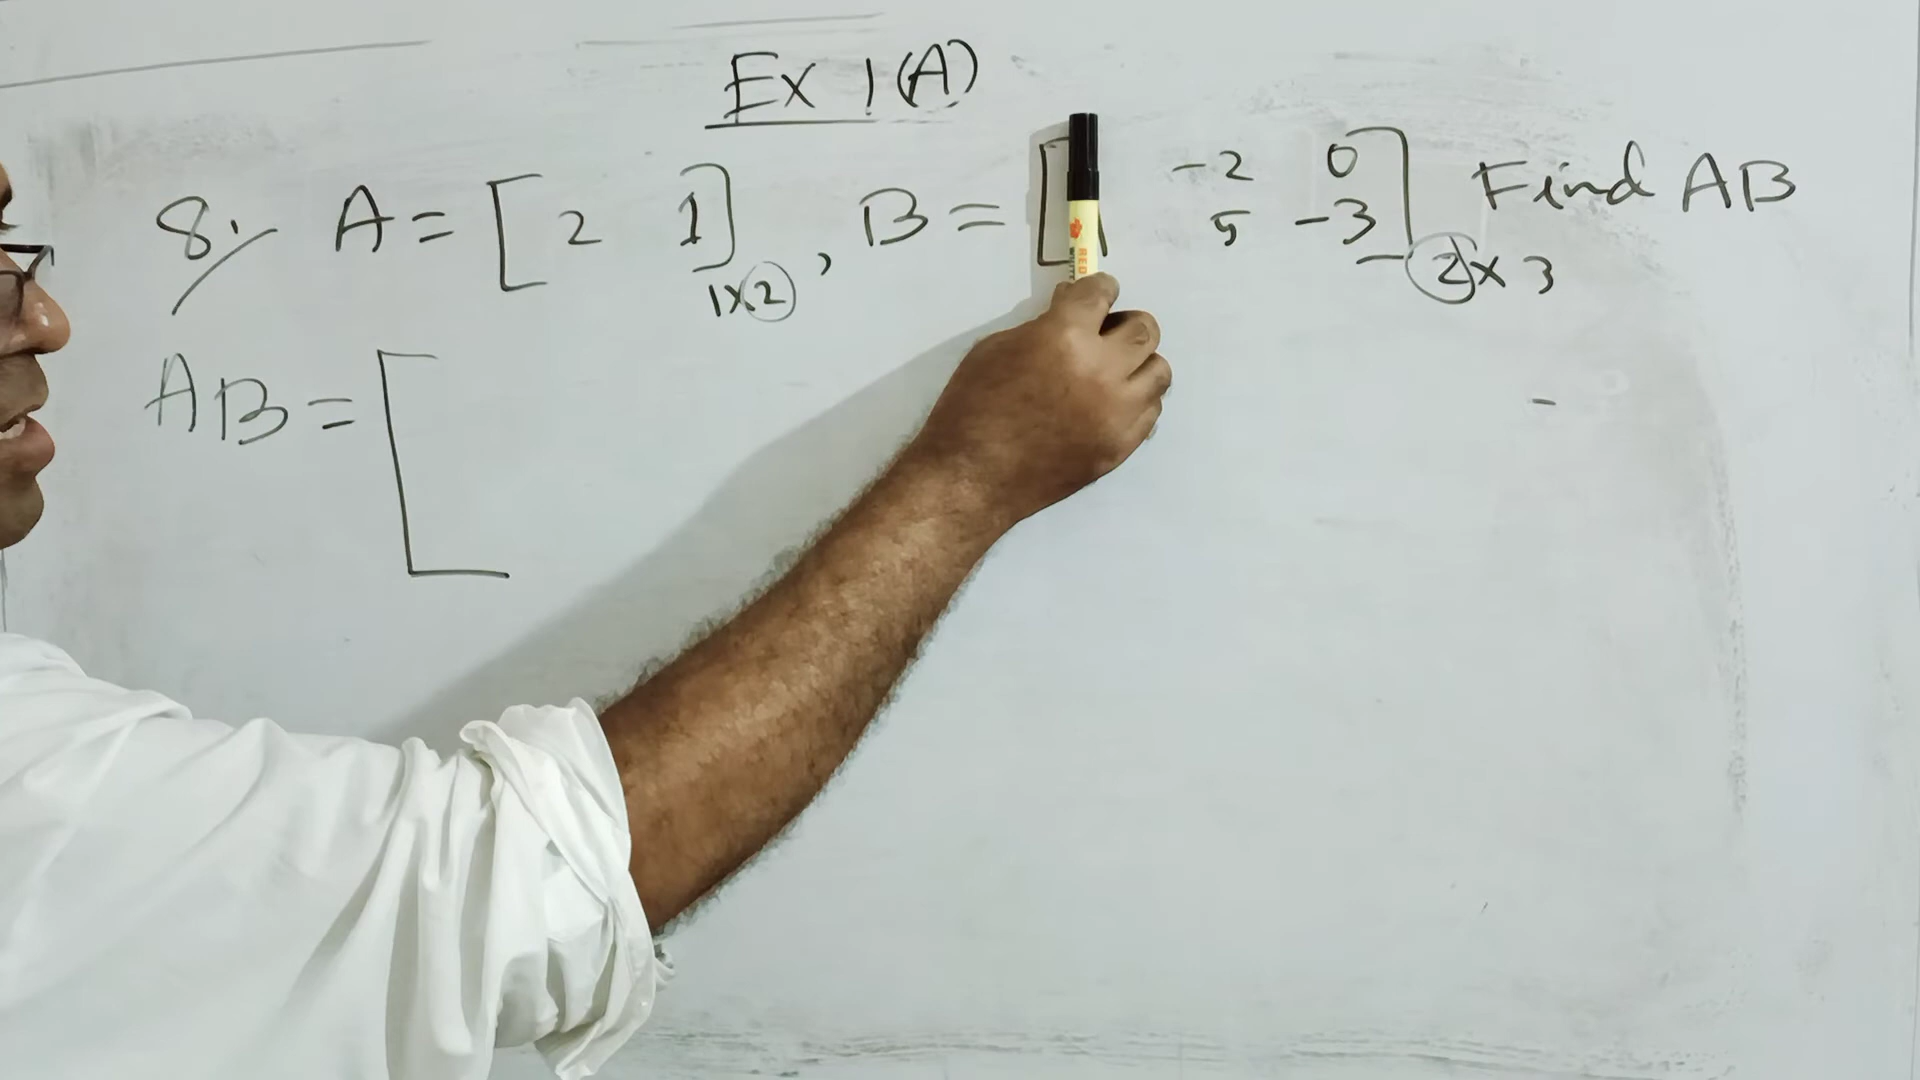 Ex 1(A)
8. A = [ 2 1 ] 1x2 , B = [ -2 0 Find AB
5 -3 ] 2x3
AB = [
RED